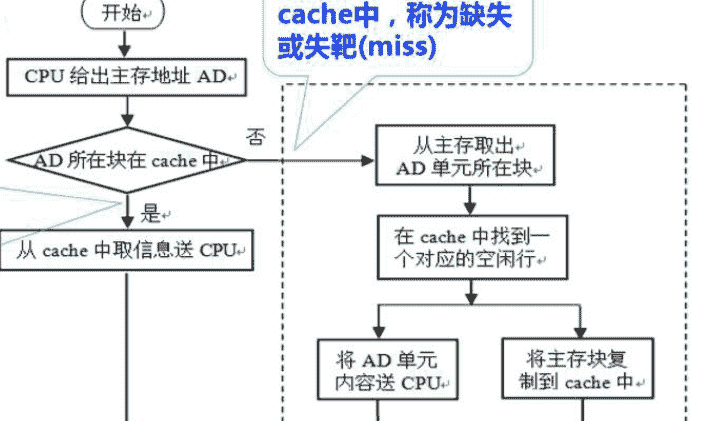 开始
cache中，称为缺失
或失靶(miss)
CPU 给出主存地址 AD
否
AD 所在块在 cache 中
从主存取出
AD 单元所在块
是
从 cache 中取信息送 CPU
在 cache 中找到一
个对应的空闲行
将 AD 单元
内容送 CPU
将主存块复
制到 cache 中